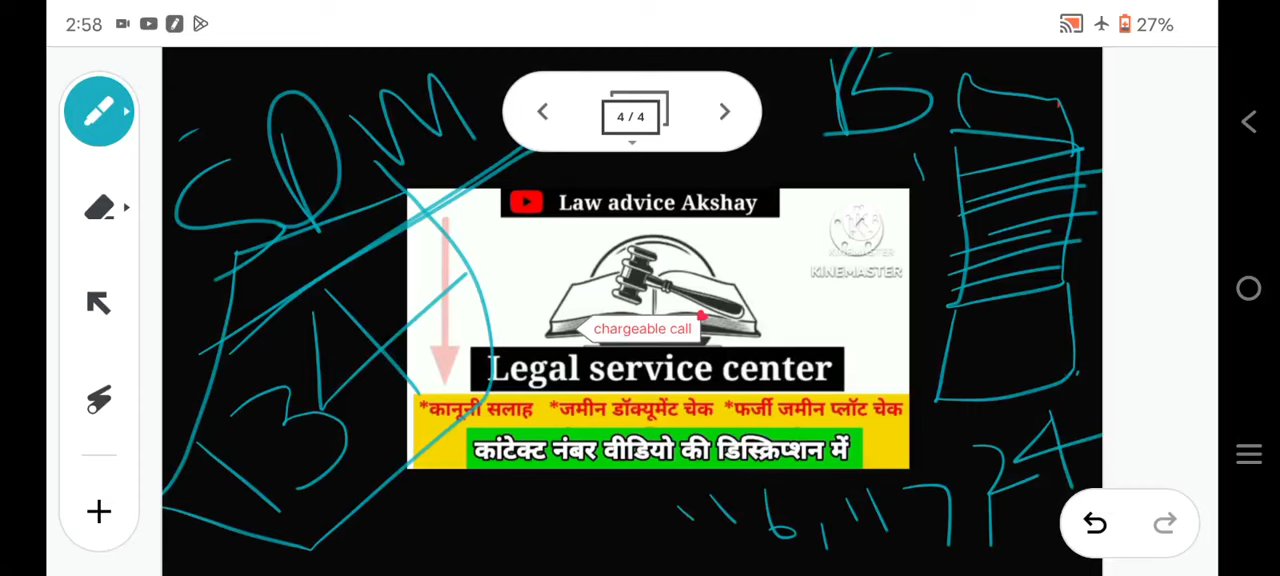 2:58
27%
SDM
4 / 4
B
Law advice Akshay
KINEMASTER
chargeable call
Legal service center
*कानूनी सलाह *जमीन डॉक्यूमेंट चेक *फर्जी जमीन प्लॉट चेक
कांटेक्ट नंबर वीडियो की डिस्क्रिप्शन में